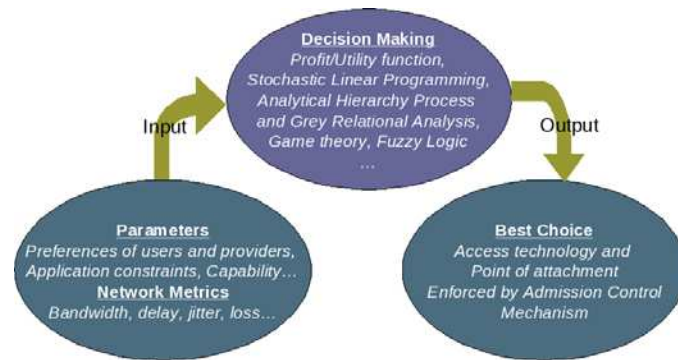 Decision Making
Profit/Utility function,
Stochastic Linear Programming,
Analytical Hierarchy Process
and Grey Relational Analysis,
Game theory, Fuzzy Logic
...
Input
Output
Parameters
Preferences of users and providers,
Application constraints, Capability...
Network Metrics
Bandwidth, delay, jitter, loss...
Best Choice
Access technology and
Point of attachment
Enforced by Admission Control
Mechanism